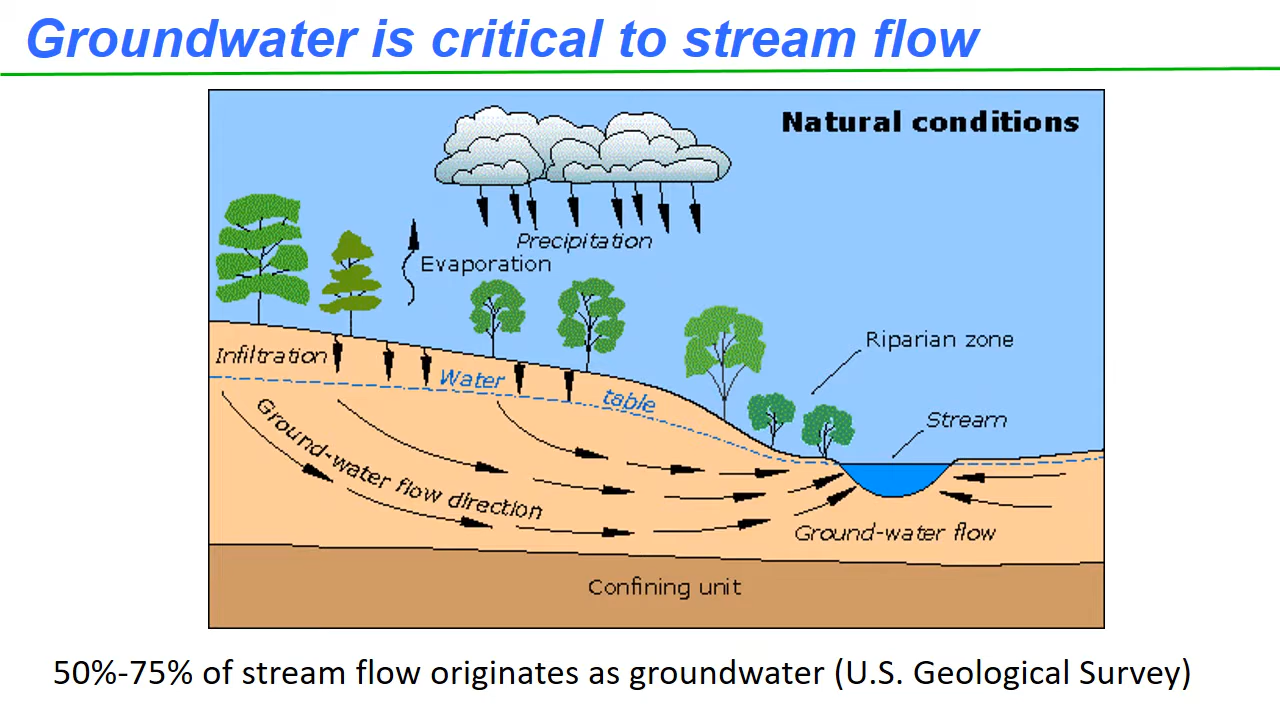 Groundwater is critical to stream flow
Natural conditions
Precipitation
Evaporation
Riparian zone
Infiltration
Water table
Stream
Ground-water flow direction
Ground-water flow
Confining unit
50%-75% of stream flow originates as groundwater (U.S. Geological Survey)